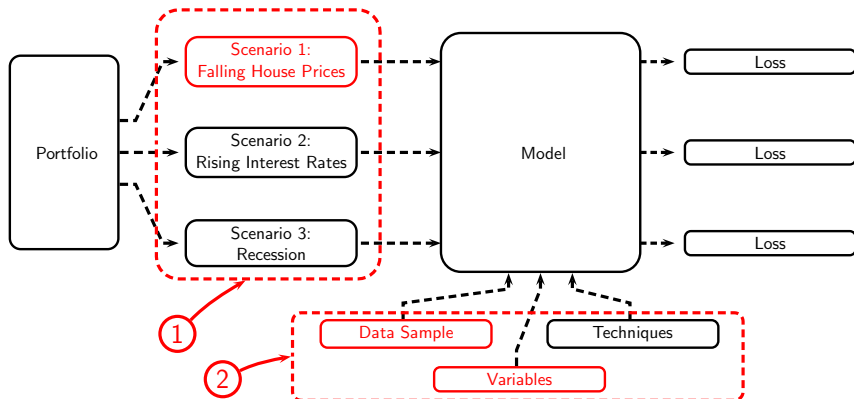 Portfolio
Scenario 1:
Falling House Prices
Scenario 2:
Rising Interest Rates
Scenario 3:
Recession
Model
Loss
Loss
Loss
1
Data Sample
Techniques
Variables
2